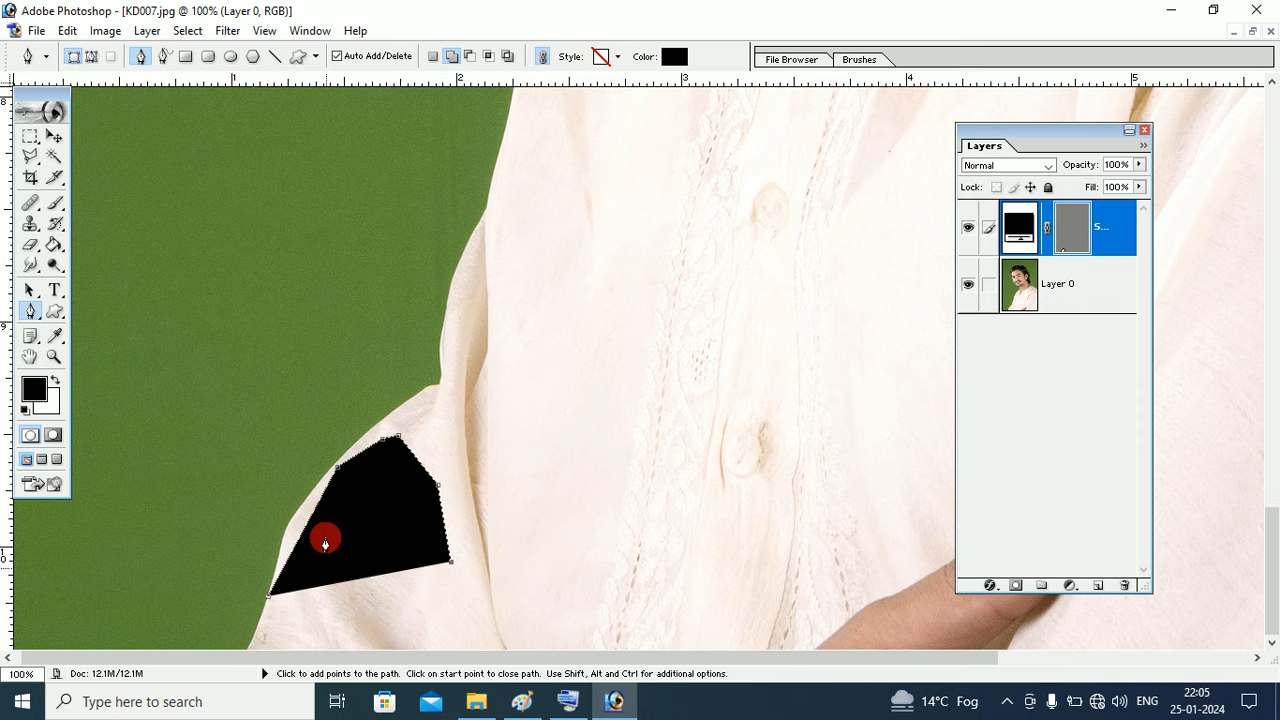 Adobe Photoshop - [KD007.jpg @ 100% (Layer 0, RGB)]
File Edit Image Layer Select Filter View Window Help
Auto Add/Delete Style: Color: File Browser Brushes
1 2 3 4 5
8
9
10
Layers
Normal Opacity: 100%
Lock: Fill: 100%
S...
Layer 0
T
100% Doc: 12.1M/12.1M Click to add points to the path. Click on start point to close path. Use Shift, Alt and Ctrl for additional options.
Type here to search
14°C Fog
ENG
22:05
25-01-2024